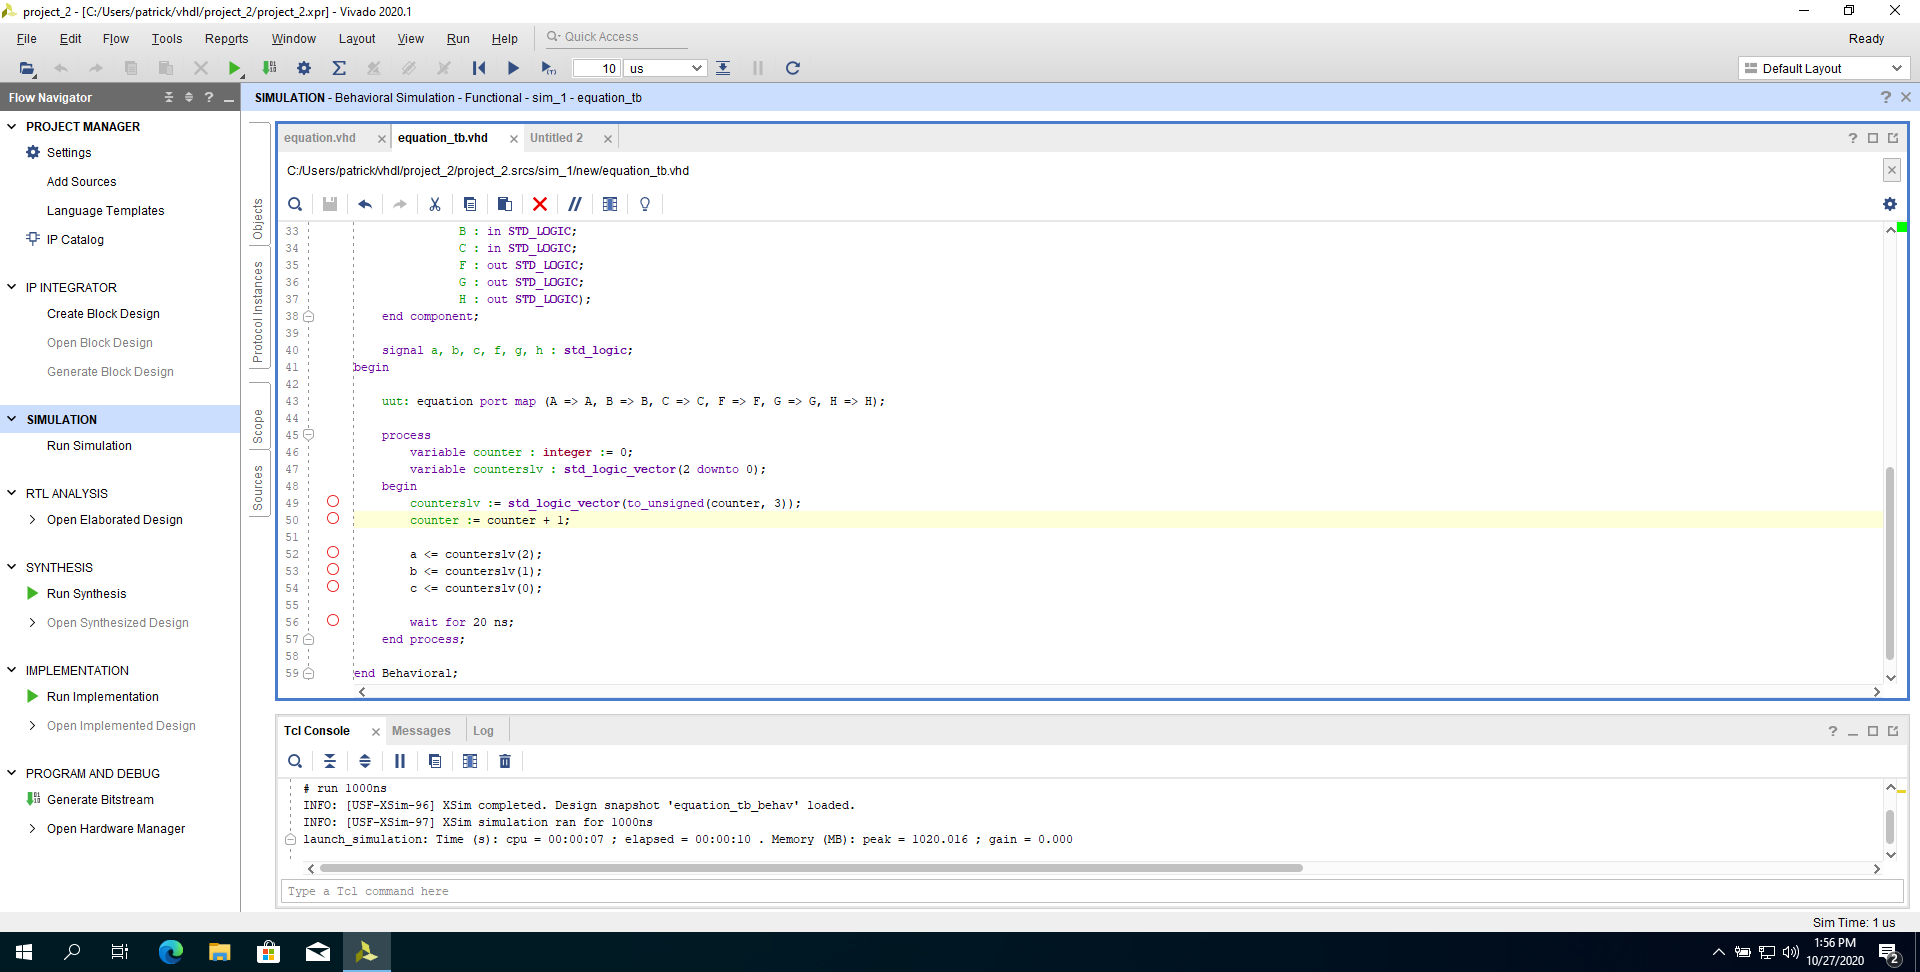 project_2 - [C:/Users/patrick/vhdl/project_2/project_2.xpr] - Vivado 2020.1
File Edit Flow Tools Reports Window Layout View Run Help Quick Access Ready
10 us Default Layout
Flow Navigator
SIMULATION - Behavioral Simulation - Functional - sim_1 - equation_tb
PROJECT MANAGER
Settings
Add Sources
Language Templates
IP Catalog
IP INTEGRATOR
Create Block Design
Open Block Design
Generate Block Design
SIMULATION
Run Simulation
RTL ANALYSIS
Open Elaborated Design
SYNTHESIS
Run Synthesis
Open Synthesized Design
IMPLEMENTATION
Run Implementation
Open Implemented Design
PROGRAM AND DEBUG
Generate Bitstream
Open Hardware Manager
Objects
Protocol Instances
Scope
Sources
equation.vhd equation_tb.vhd Untitled 2
C:/Users/patrick/vhdl/project_2/project_2.srcs/sim_1/new/equation_tb.vhd
33 B : in STD_LOGIC;
34 C : in STD_LOGIC;
35 F : out STD_LOGIC;
36 G : out STD_LOGIC;
37 H : out STD_LOGIC);
38 end component;
39
40 signal a, b, c, f, g, h : std_logic;
41 begin
42
43 uut: equation port map (A => A, B => B, C => C, F => F, G => G, H => H);
44
45 process
46 variable counter : integer := 0;
47 variable counterslv : std_logic_vector(2 downto 0);
48 begin
49 counterslv := std_logic_vector(to_unsigned(counter, 3));
50 counter := counter + 1;
51
52 a <= counterslv(2);
53 b <= counterslv(1);
54 c <= counterslv(0);
55
56 wait for 20 ns;
57 end process;
58
59 end Behavioral;
Tcl Console Messages Log
# run 1000ns
INFO: [USF-XSim-96] XSim completed. Design snapshot 'equation_tb_behav' loaded.
INFO: [USF-XSim-97] XSim simulation ran for 1000ns
launch_simulation: Time (s): cpu = 00:00:07 ; elapsed = 00:00:10 . Memory (MB): peak = 1020.016 ; gain = 0.000
Type a Tcl command here
Sim Time: 1 us
1:56 PM
10/27/2020
2